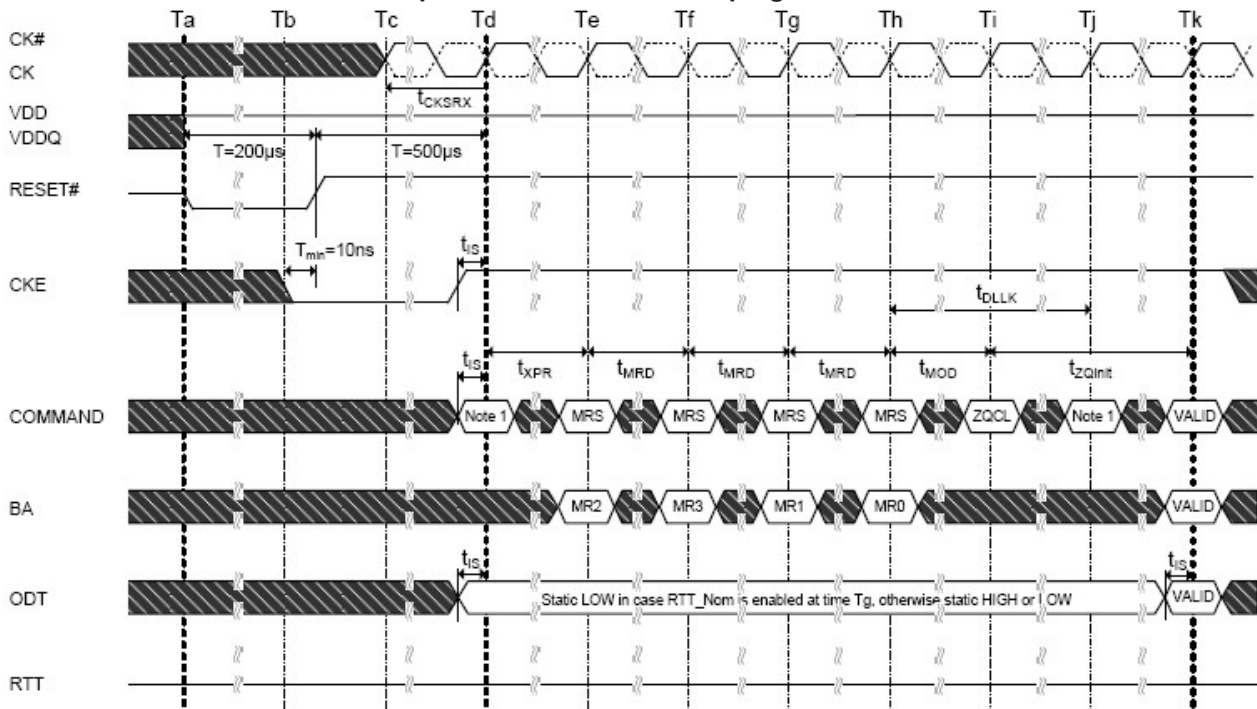 Ta Tb Tc Td Te Tf Tg Th Ti Tj Tk
CK#
CK
tCKSRX
VDD
VDDQ
T=200µs T=500µs
RESET#
Tmin=10ns tIS
CKE
tDLLK
tIS tXPR tMRD tMRD tMRD tMOD tZQinit
COMMAND Note 1 MRS MRS MRS MRS ZQCL Note 1 VALID
BA MR2 MR3 MR1 MR0 VALID
tIS tIS
ODT Static LOW in case RTT_Nom is enabled at time Tg, otherwise static HIGH or LOW VALID
RTT